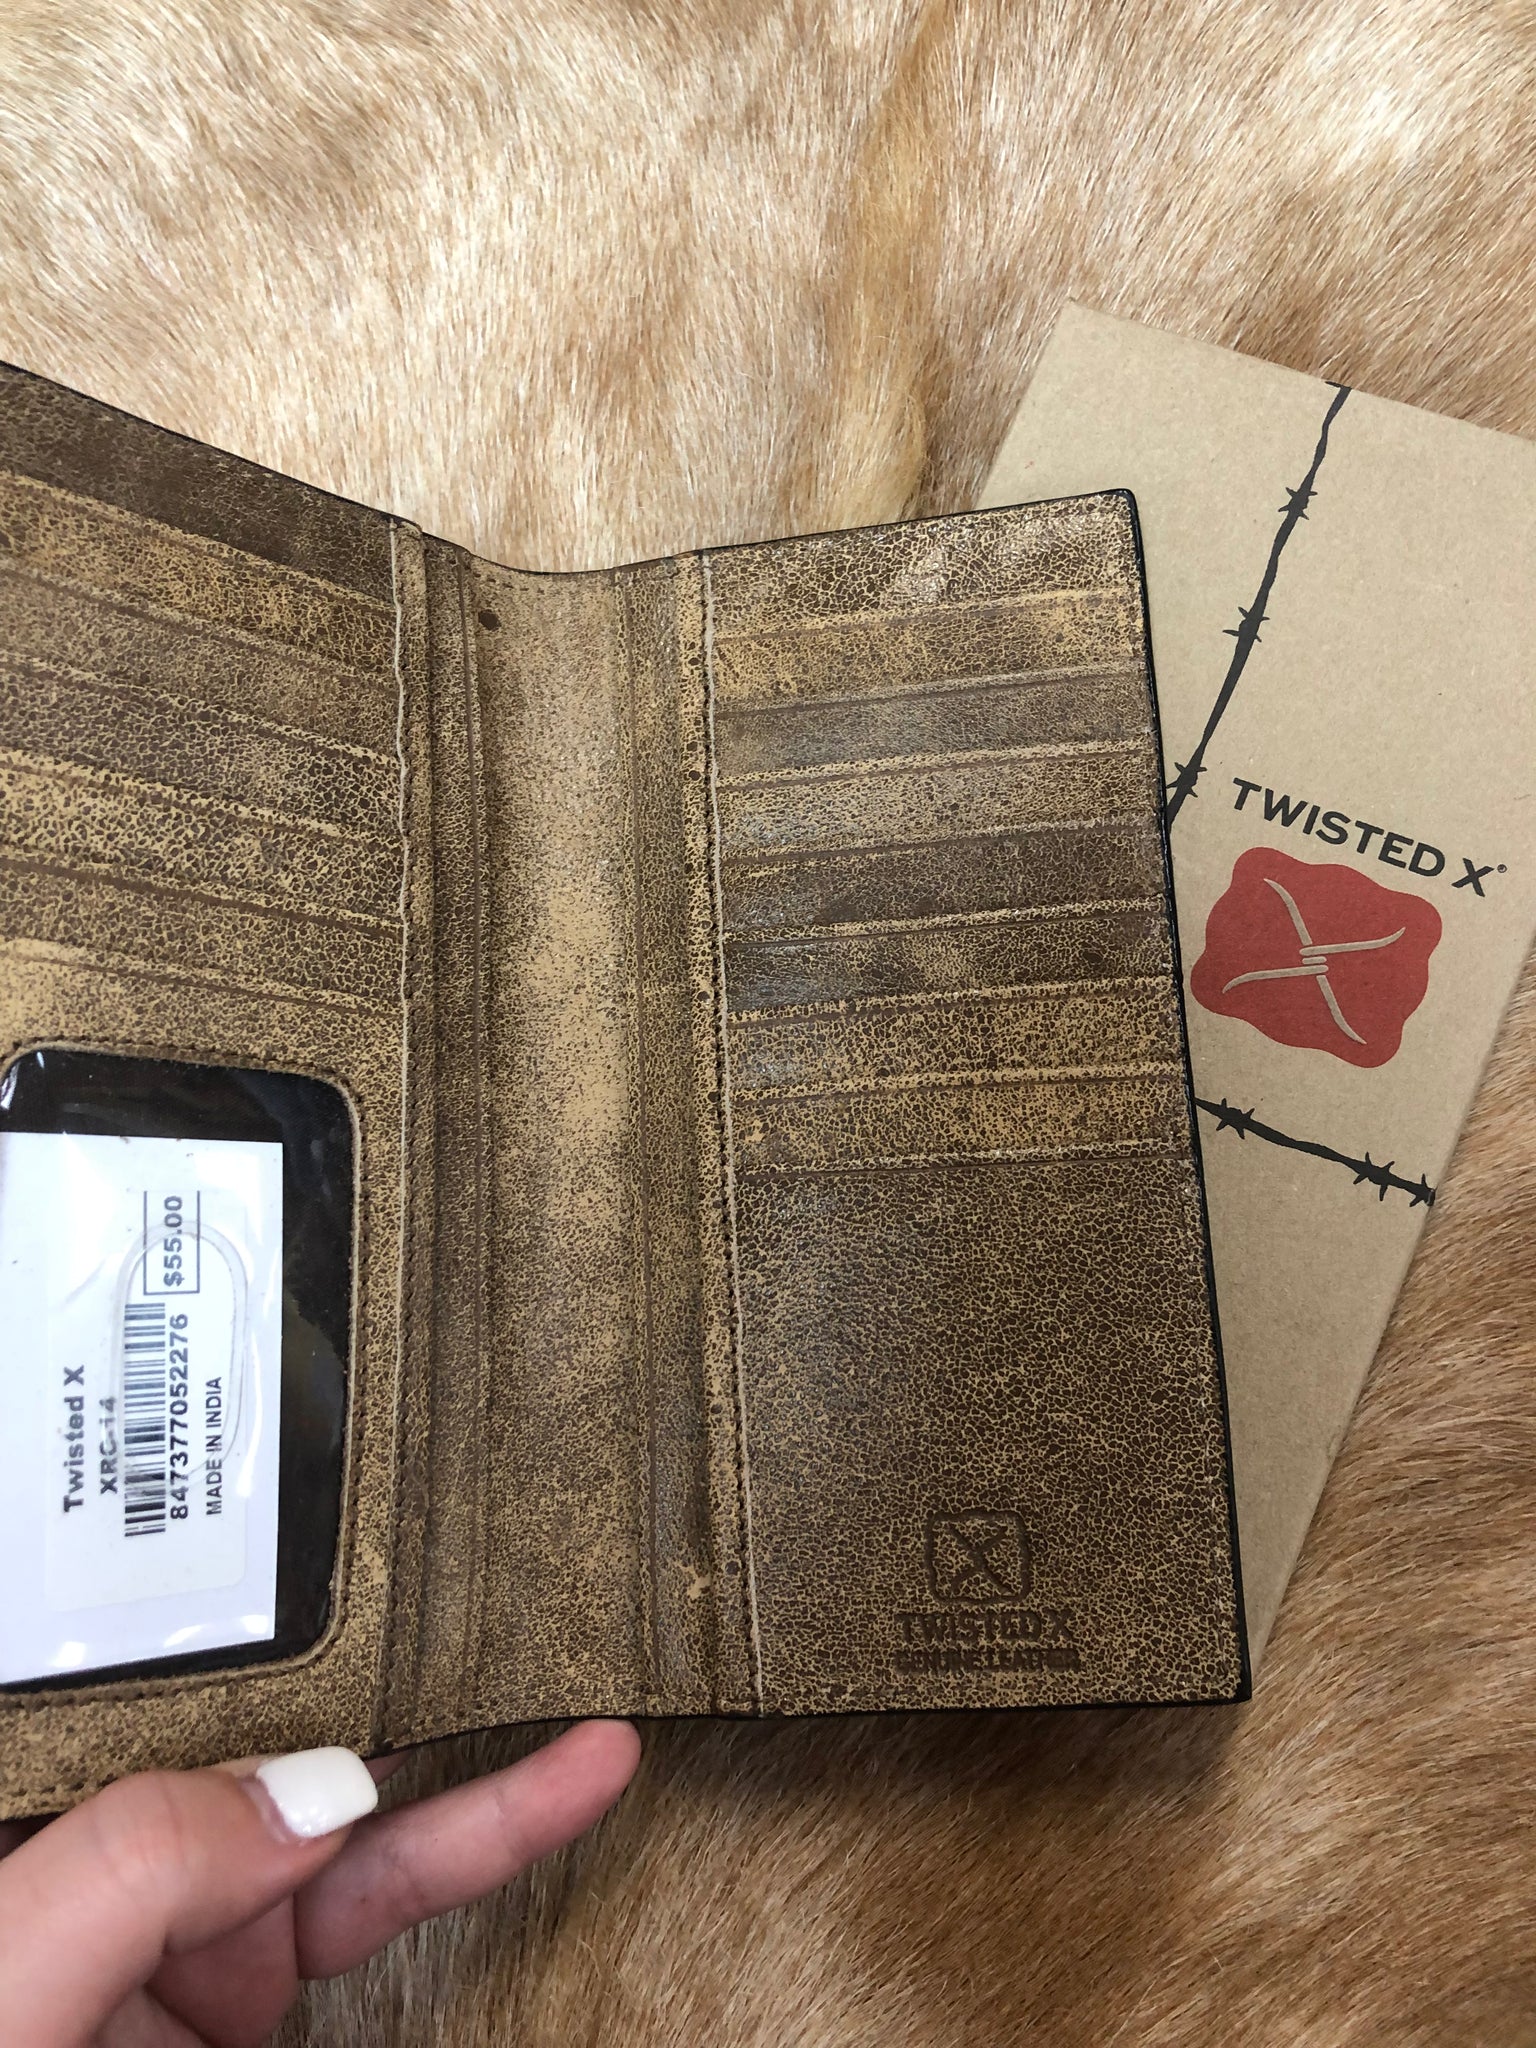 TWISTED X®
Twisted X
XRC-14
$55.00
847377052276
MADE IN INDIA
TWISTED X
GENUINE LEATHER